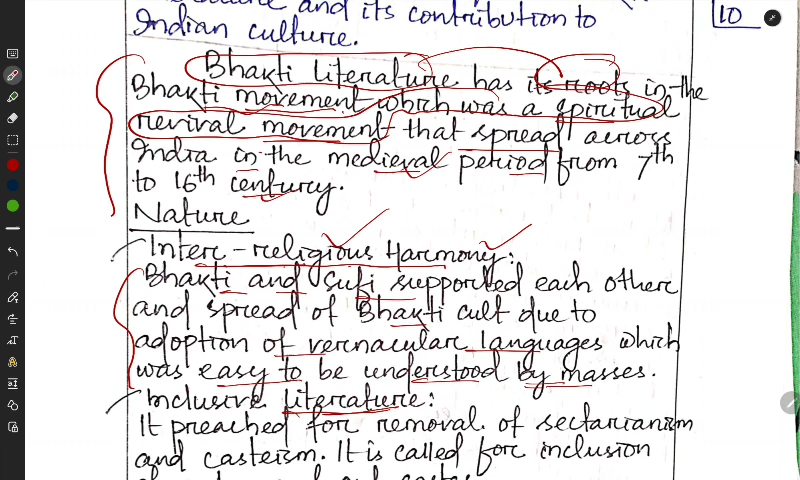 and its contribution to
Indian culture.
10
Bhakti literature has its roots in the
Bhakti movement which was a spiritual
revival movement that spread across
India in the medieval period from 7th
to 16th century.
Nature
Inter-religious Harmony:
Bhakti and Sufi supported each other
and spread of Bhakti cult due to
adoption of vernacular languages which
was easy to be understood by masses.
Inclusive literature:
It preached for removal of sectarianism
and casteism. It is called for inclusion